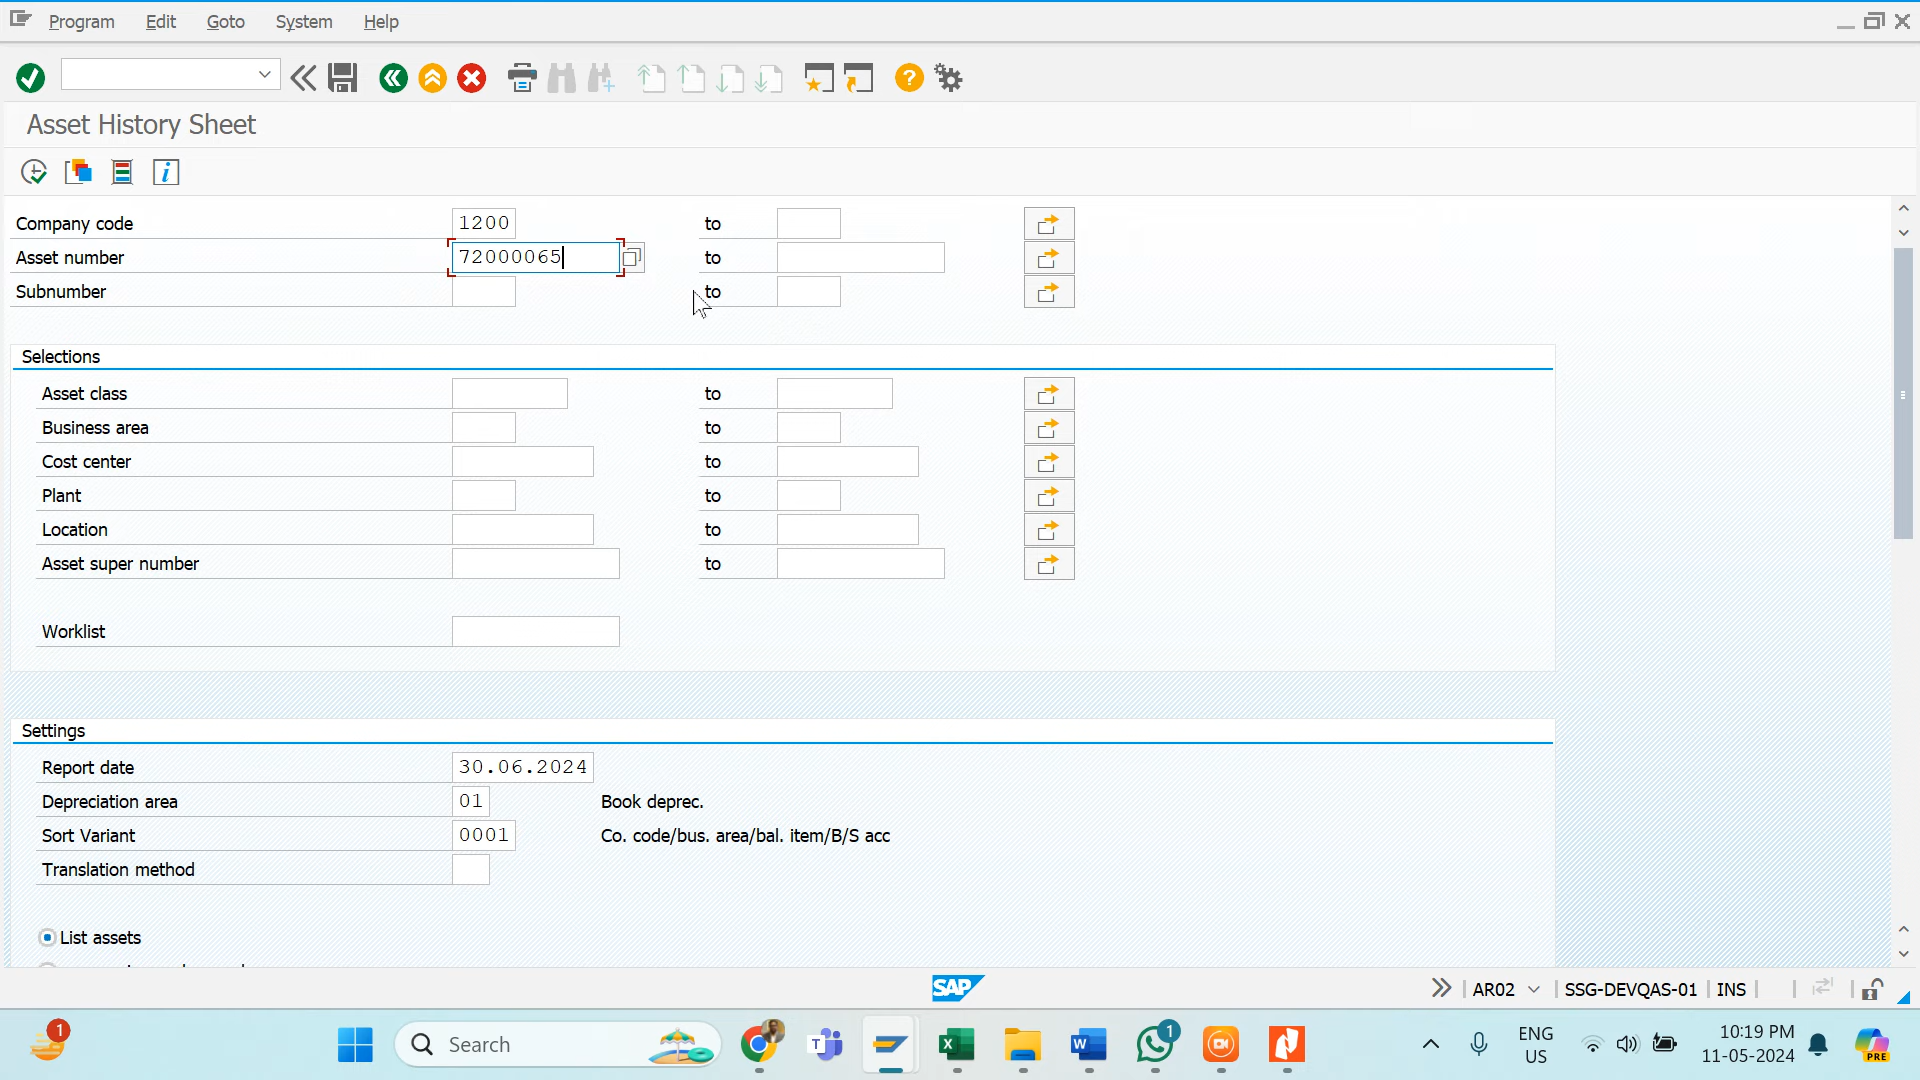 Program Edit Goto System Help
Asset History Sheet
Company code 1200 to
Asset number 72000065 to
Subnumber to
Selections
Asset class to
Business area to
Cost center to
Plant to
Location to
Asset super number to
Worklist
Settings
Report date 30.06.2024
Depreciation area 01 Book deprec.
Sort Variant 0001 Co. code/bus. area/bal. item/B/S acc
Translation method
List assets
SAP AR02 SSG-DEVQAS-01 INS
1 Search T X W 1 ENG 10:19 PM
US 11-05-2024 PRE